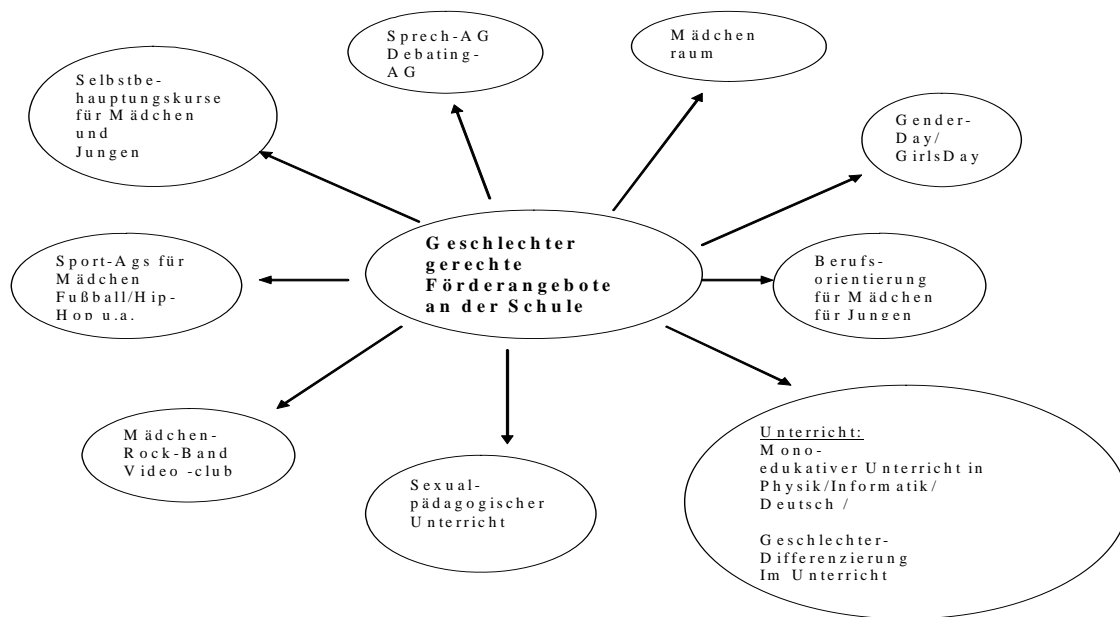 Sprech-AG
Debating-
AG
Mädchen
raum
Selbstbe-
hauptungskurse
für Mädchen
und
Jungen
Gender-
Day/
GirlsDay
Geschlechter
gerechte
Förderangebote
an der Schule
Sport-Ags für
Mädchen
Fußball/Hip-
Hop u.a.
Berufs-
orientierung
für Mädchen
für Jungen
Mädchen-
Rock-Band
Video -club
Sexual-
pädagogischer
Unterricht
Unterricht:
Mono-
edukativer Unterricht in
Physik/Informatik/
Deutsch /
Geschlechter-
Differenzierung
Im Unterricht